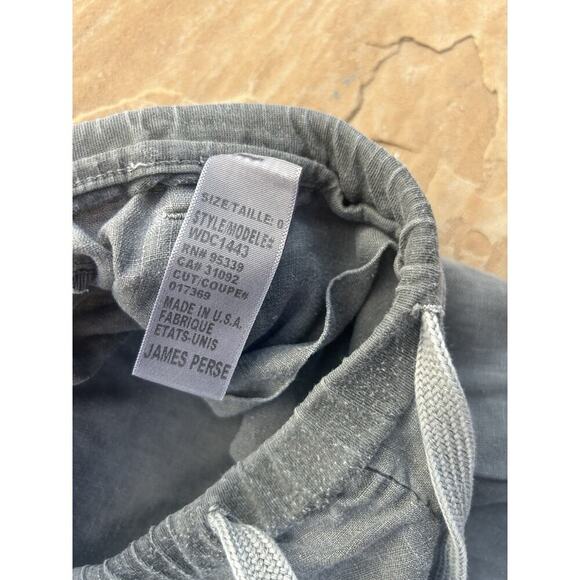 SIZE/TAILLE: 0
STYLE/MODELE#
WDC1443
RN# 95339
CA# 31092
CUT/COUPE#
017369
MADE IN U.S.A.
FABRIQUE
ETATS-UNIS
JAMES PERSE